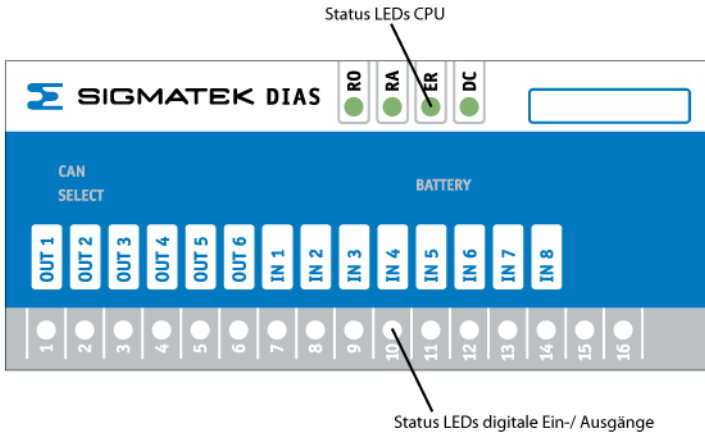 Status LEDs CPU
SIGMATEK DIAS
RO
RA
ER
DC
CAN
SELECT
BATTERY
OUT 1
OUT 2
OUT 3
OUT 4
OUT 5
OUT 6
IN 1
IN 2
IN 3
IN 4
IN 5
IN 6
IN 7
IN 8
1
2
3
4
5
6
7
8
9
10
11
12
13
14
15
16
Status LEDs digitale Ein-/ Ausgänge